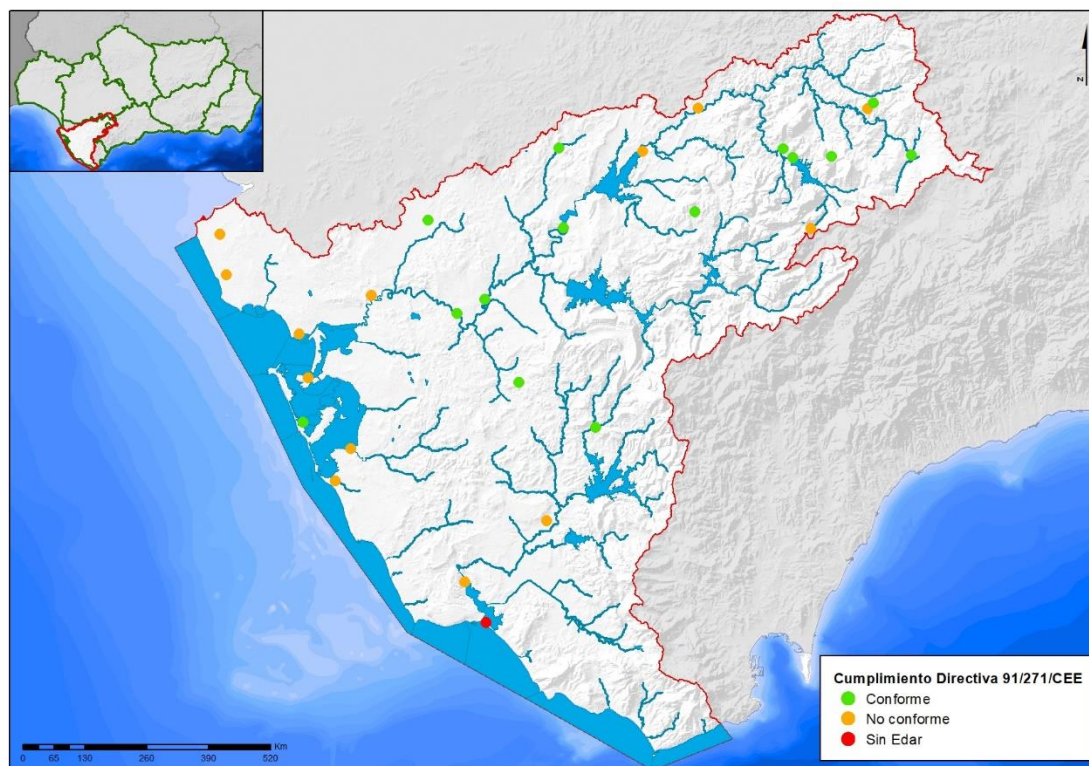 N
Cumplimiento Directiva 91/271/CEE
Conforme
No conforme
Sin Edar
Km
0 65 130 260 390 520